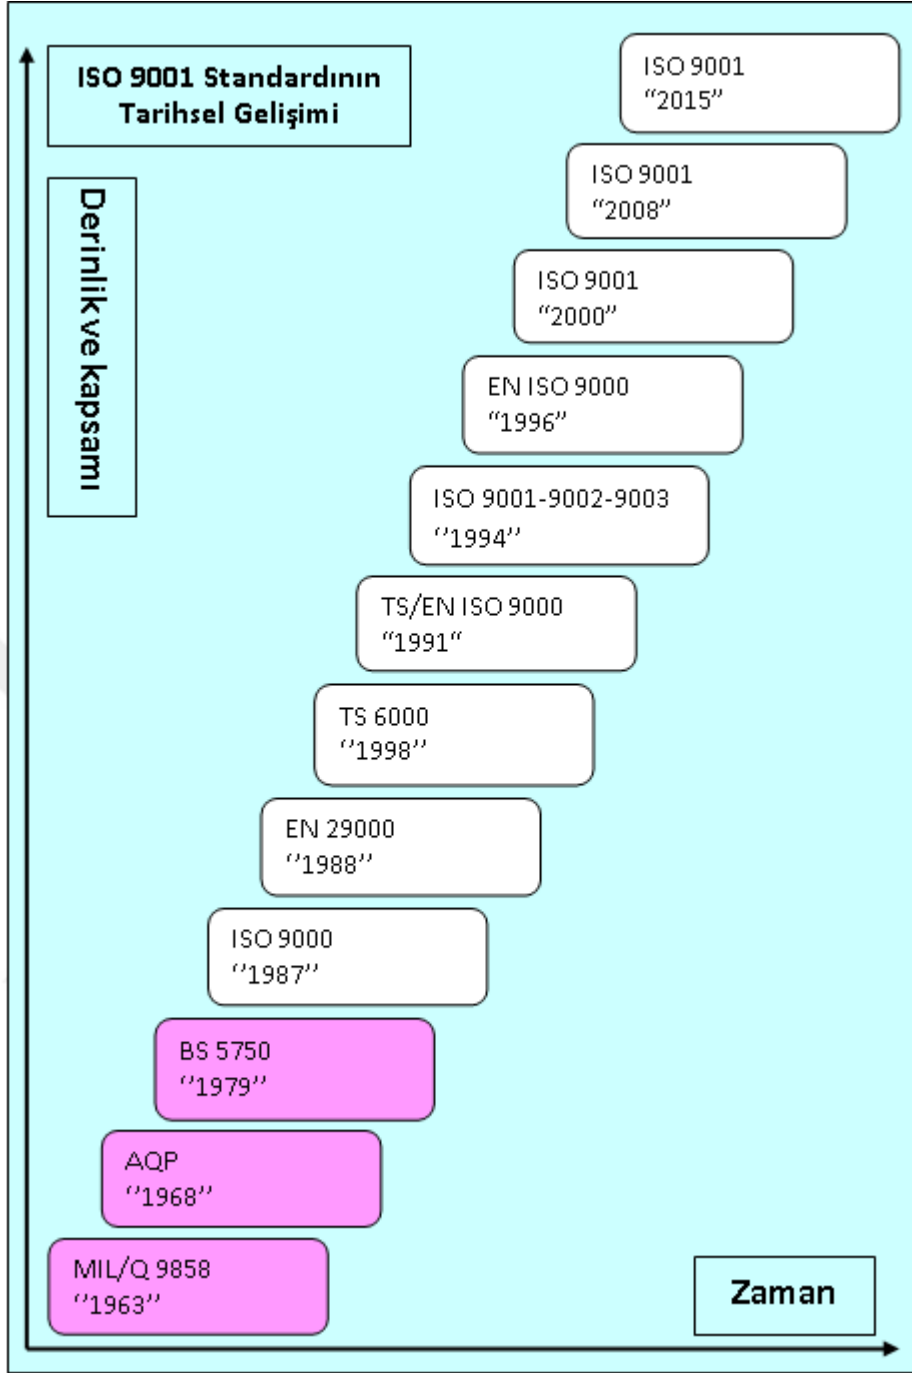 ISO 9001 Standardının
Tarihsel Gelişimi
Derinlik ve kapsamı
ISO 9001
“2015”
ISO 9001
“2008”
ISO 9001
“2000”
EN ISO 9000
“1996”
ISO 9001-9002-9003
‘’1994’’
TS/EN ISO 9000
“1991“
TS 6000
‘’1998’’
EN 29000
‘’1988’’
ISO 9000
‘’1987’’
BS 5750
‘’1979’’
AQP
‘’1968’’
MIL/Q 9858
‘’1963’’
Zaman